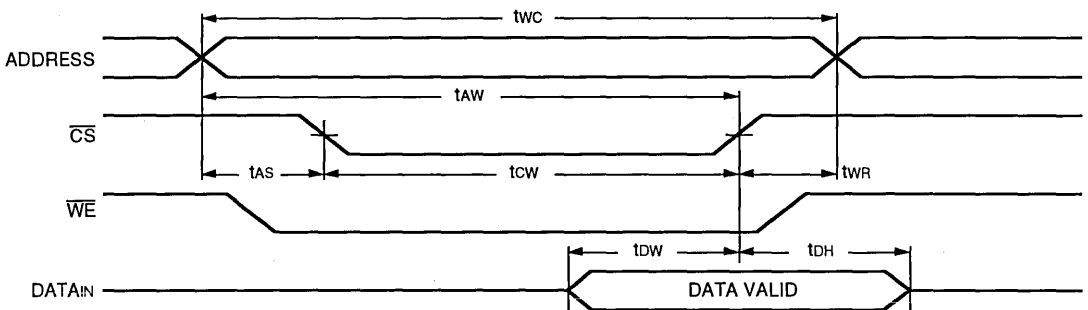 tWC
ADDRESS
tAW
CS
tAS tCW tWR
WE
tDW tDH
DATAIN DATA VALID